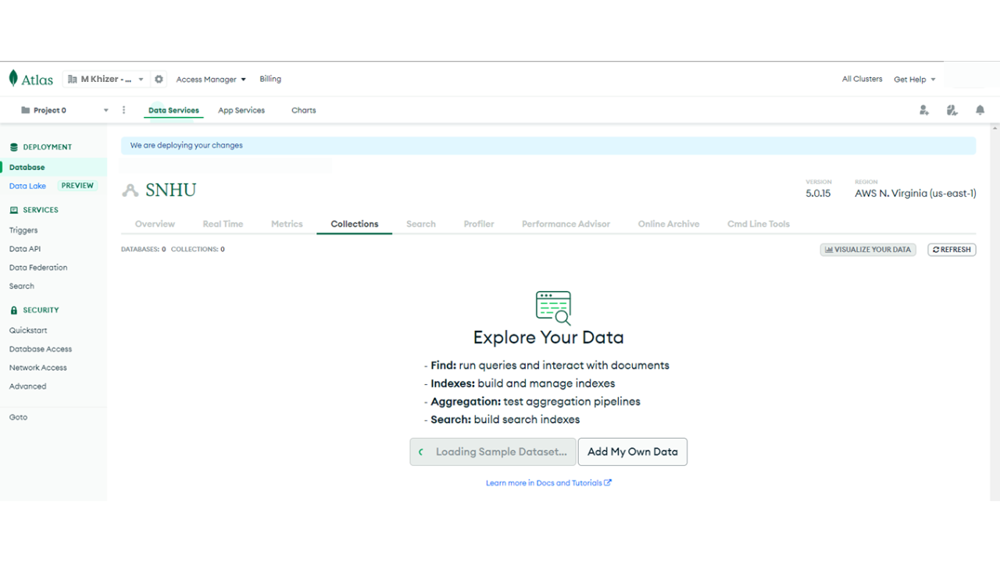 Atlas M Khizer - ... Access Manager Billing All Clusters Get Help
Project 0 Data Services App Services Charts
DEPLOYMENT
Database
Data Lake PREVIEW
SERVICES
Triggers
Data API
Data Federation
Search
SECURITY
Quickstart
Database Access
Network Access
Advanced
Goto
We are deploying your changes
SNHU
VERSION
5.0.15
REGION
AWS N. Virginia (us-east-1)
Overview Real Time Metrics Collections Search Profiler Performance Advisor Online Archive Cmd Line Tools
DATABASES: 0 COLLECTIONS: 0 VISUALIZE YOUR DATA REFRESH
Explore Your Data
- Find: run queries and interact with documents
- Indexes: build and manage indexes
- Aggregation: test aggregation pipelines
- Search: build search indexes
Loading Sample Dataset... Add My Own Data
Learn more in Docs and Tutorials